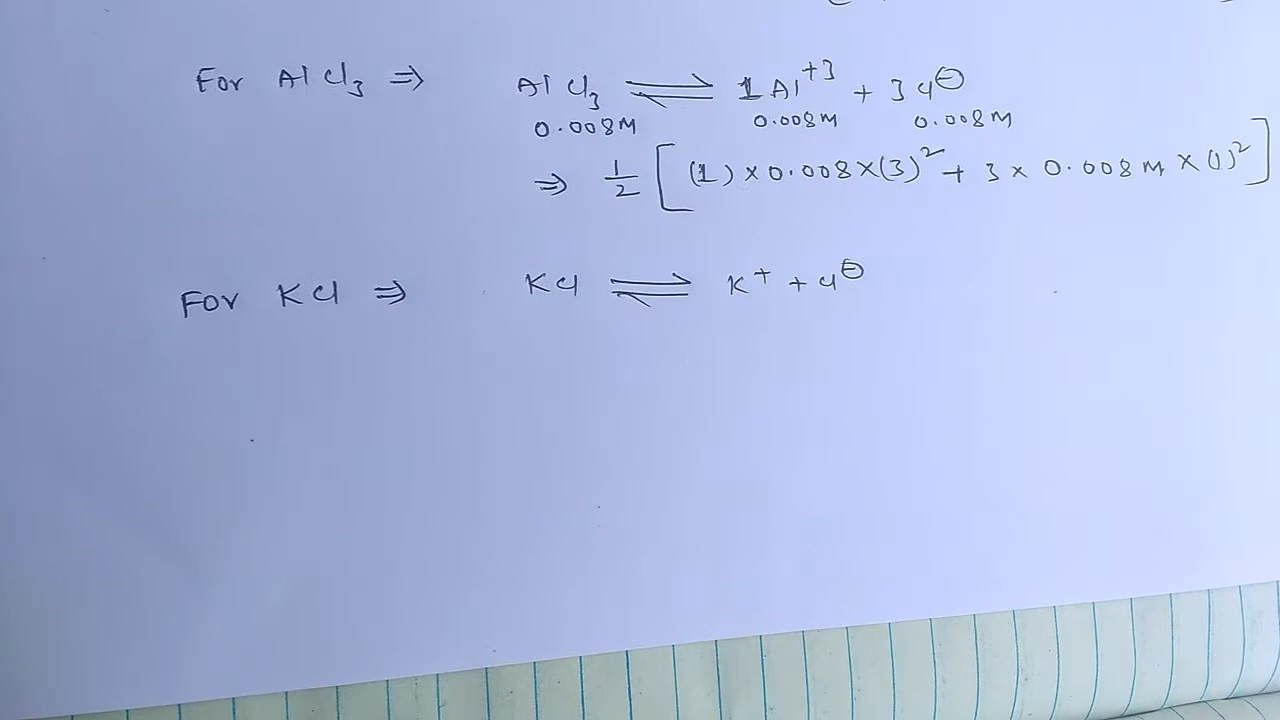 For AlCl₃ ⇒ AlCl₃ ⇌ 1Al⁺³ + 3Cl⊖
0.008M 0.008M 0.008M
⇒ 1/2 [(1)×0.008×(3)² + 3×0.008M×(1)²]
For KCl ⇒ KCl ⇌ K⁺ + Cl⊖